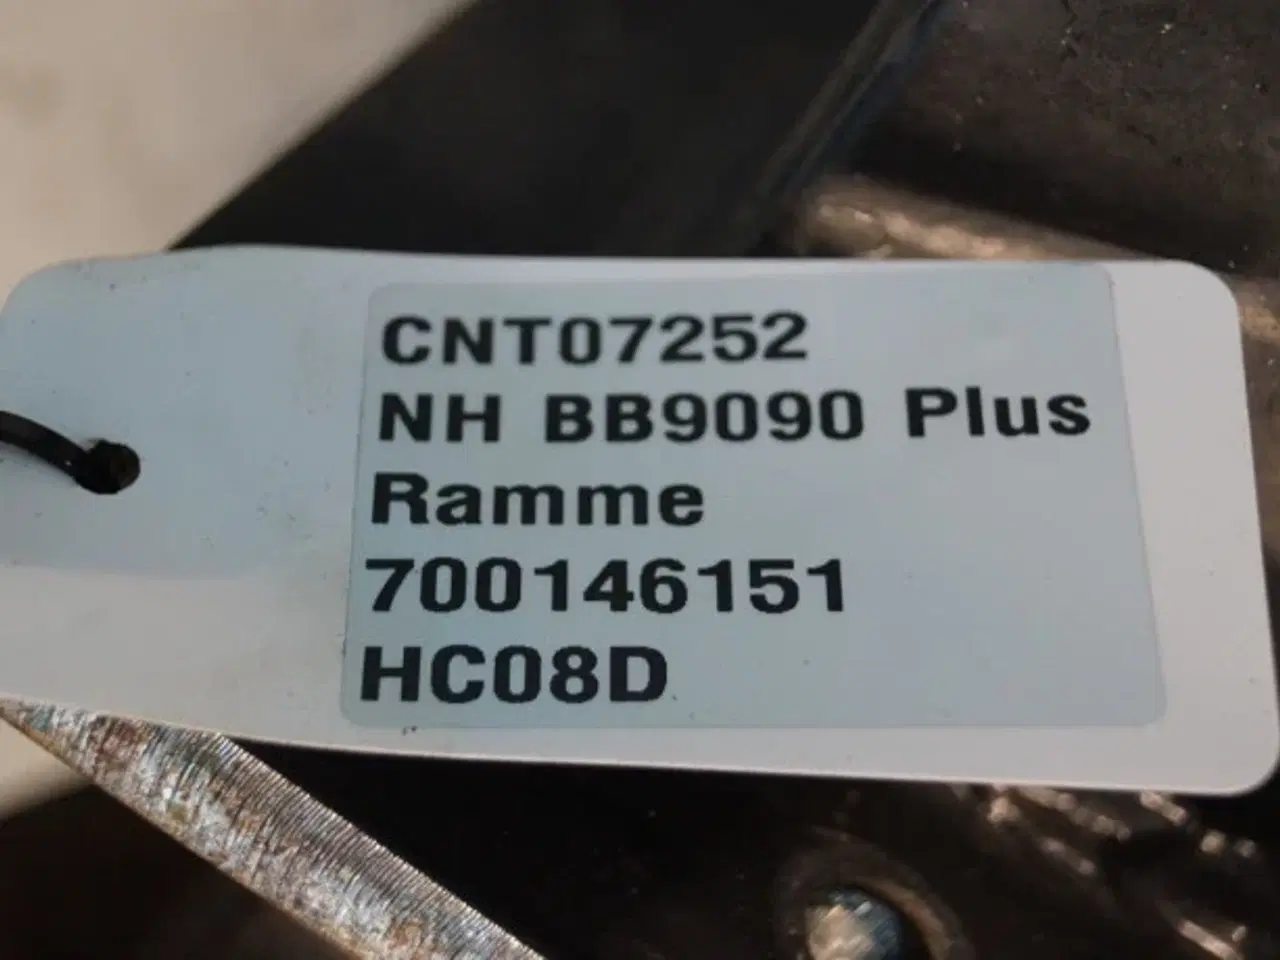 CNT07252
NH BB9090 Plus
Ramme
700146151
HC08D